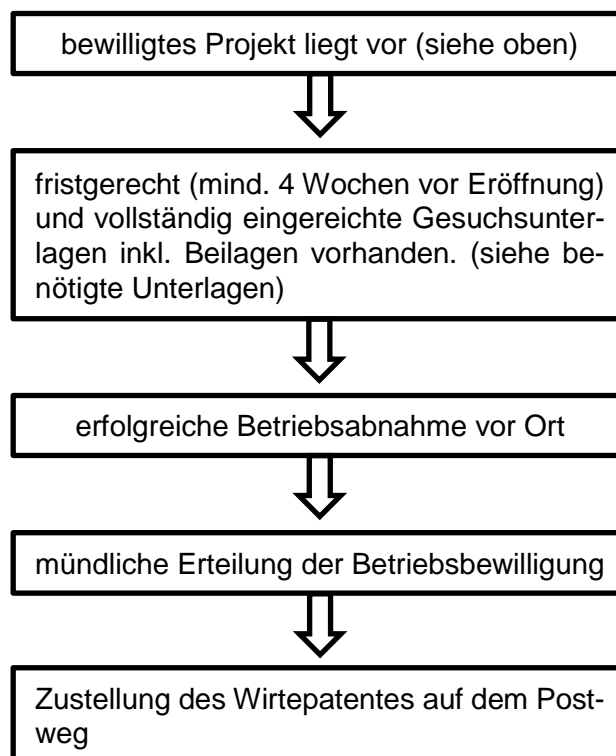 bewilligtes Projekt liegt vor (siehe oben)
fristgerecht (mind. 4 Wochen vor Eröffnung)
und vollständig eingereichte Gesuchsunter-
lagen inkl. Beilagen vorhanden. (siehe be-
nötigte Unterlagen)
erfolgreiche Betriebsabnahme vor Ort
mündliche Erteilung der Betriebsbewilligung
Zustellung des Wirtepatentes auf dem Post-
weg